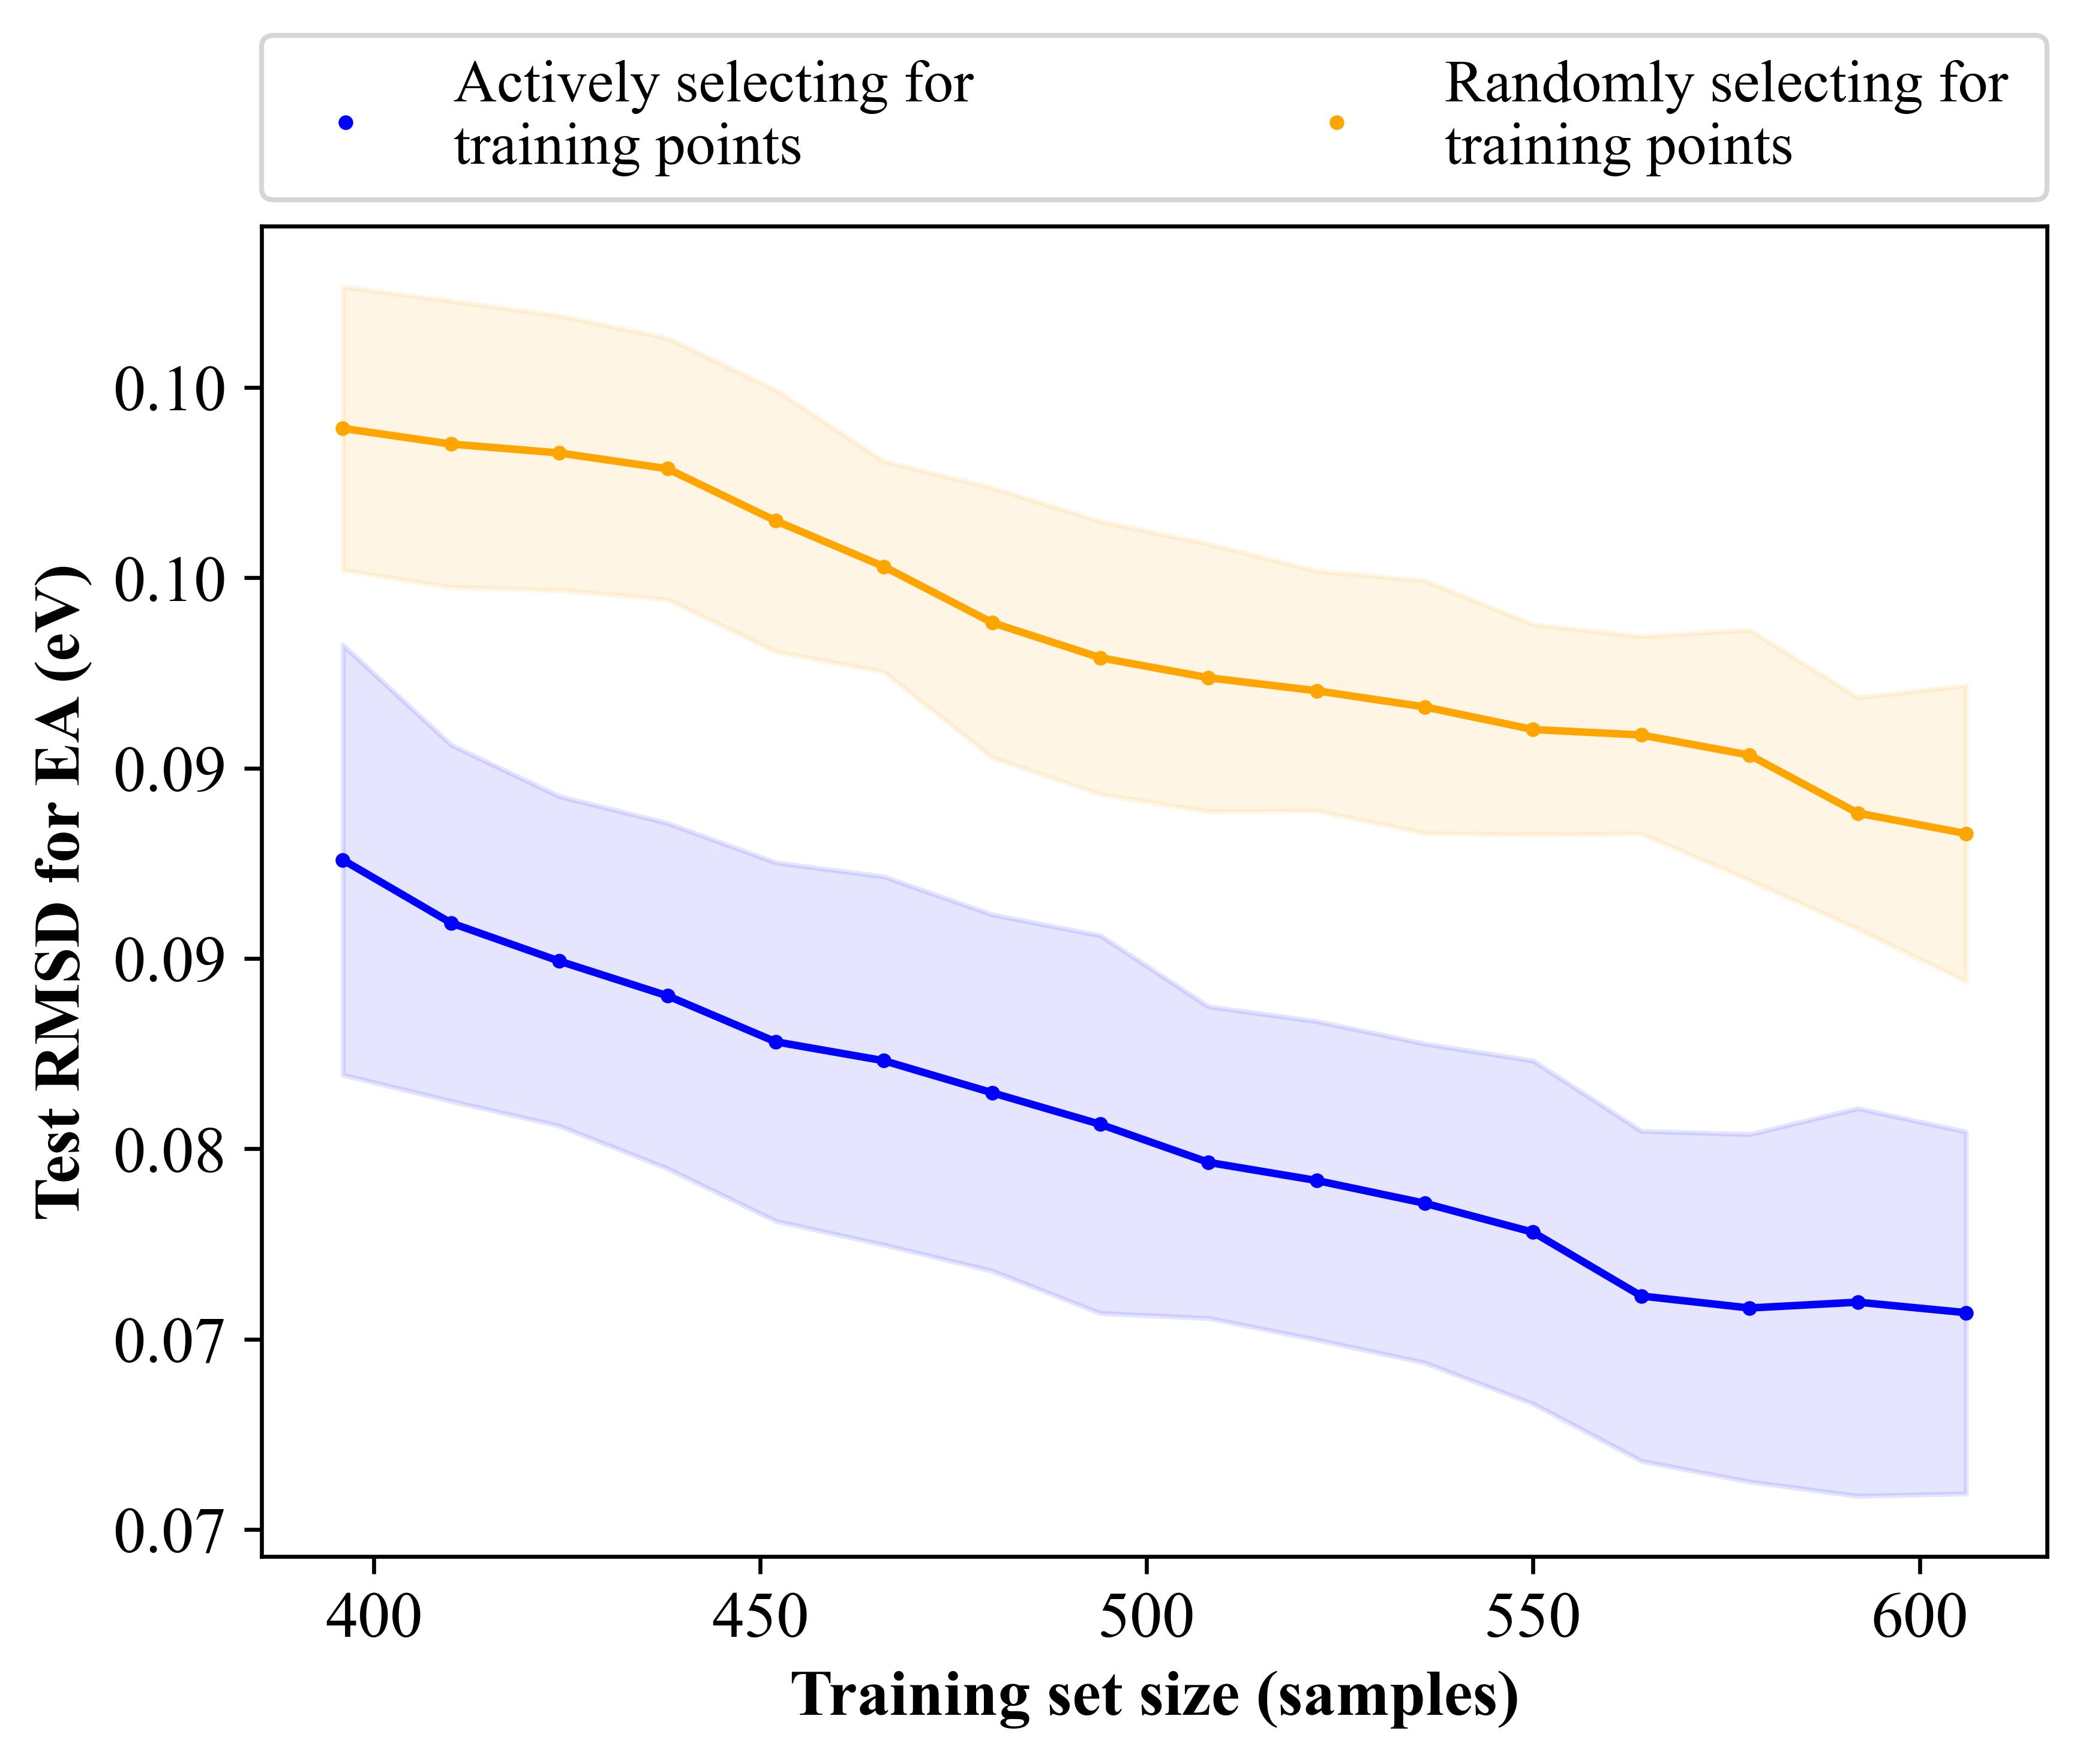 Actively selecting for
training points
Randomly selecting for
training points
Test RMSD for EA (eV)
0.10
0.10
0.09
0.09
0.08
0.07
0.07
400
450
500
550
600
Training set size (samples)